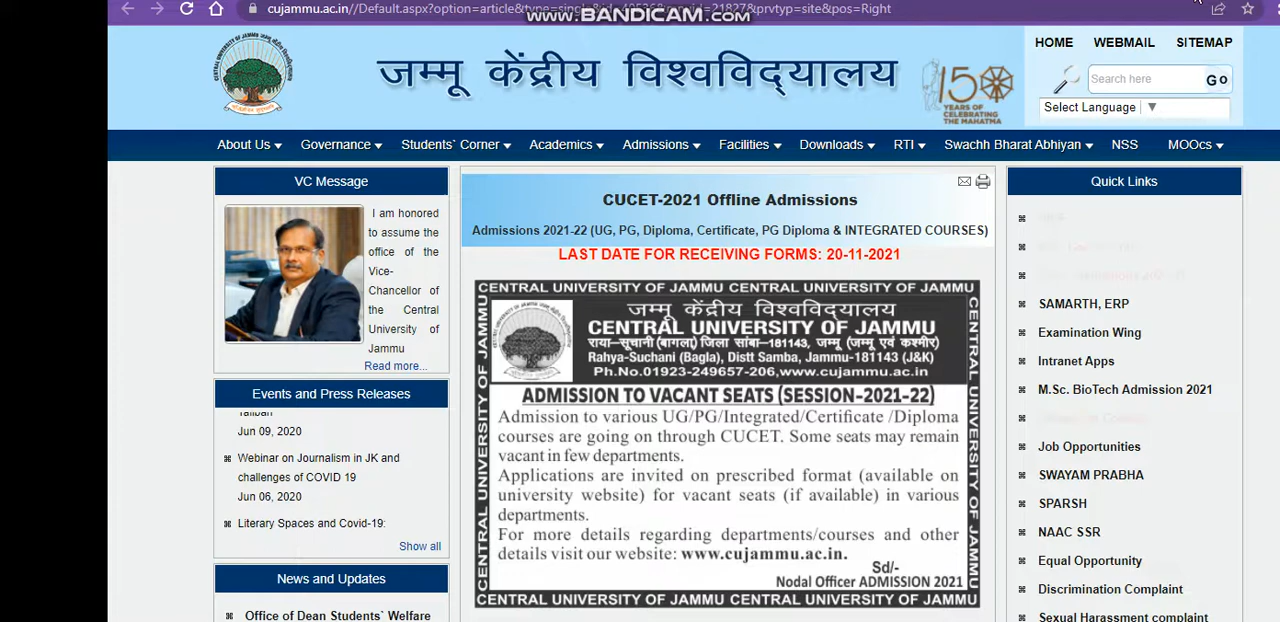 cujammu.ac.in//Default.aspx?option=article&type=
prvtyp=site&pos=Right
www.BANDICAM.com
जम्मू केंद्रीय विश्वविद्यालय
150
YEARS OF
CELEBRATING
THE MAHATMA
HOME WEBMAIL SITEMAP
Search here Go
Select Language
About Us Governance Students` Corner Academics Admissions Facilities Downloads RTI Swachh Bharat Abhiyan NSS MOOCs
VC Message
I am honored
to assume the
office of the
Vice-
Chancellor of
the Central
University of
Jammu
Read more...
Events and Press Releases
Taliban
Jun 09, 2020
Webinar on Journalism in JK and
challenges of COVID 19
Jun 06, 2020
Literary Spaces and Covid-19:
Show all
News and Updates
Office of Dean Students` Welfare
CUCET-2021 Offline Admissions
Admissions 2021-22 (UG, PG, Diploma, Certificate, PG Diploma & INTEGRATED COURSES)
LAST DATE FOR RECEIVING FORMS: 20-11-2021
CENTRAL UNIVERSITY OF JAMMU CENTRAL UNIVERSITY OF JAMMU
CENTRAL UNIVERSITY OF JAMMU
जम्मू केंद्रीय विश्वविद्यालय
CENTRAL UNIVERSITY OF JAMMU
राया-सूचानी (बागला) जिला सांबा-181143, जम्मू (जम्मू एवं कश्मीर)
Rahya-Suchani (Bagla), Distt Samba, Jammu-181143 (J&K)
Ph.No.01923-249657-206,www.cujammu.ac.in
ADMISSION TO VACANT SEATS (SESSION-2021-22)
Admission to various UG/PG/Integrated/Certificate /Diploma
courses are going on through CUCET. Some seats may remain
vacant in few departments.
Applications are invited on prescribed format (available on
university website) for vacant seats (if available) in various
departments.
For more details regarding departments/courses and other
details visit our website: www.cujammu.ac.in.
Sd/-
Nodal Officer ADMISSION 2021
CENTRAL UNIVERSITY OF JAMMU
CENTRAL UNIVERSITY OF JAMMU CENTRAL UNIVERSITY OF JAMMU
Quick Links
SAMARTH, ERP
Examination Wing
Intranet Apps
M.Sc. BioTech Admission 2021
Job Opportunities
SWAYAM PRABHA
SPARSH
NAAC SSR
Equal Opportunity
Discrimination Complaint
Sexual Harassment complaint